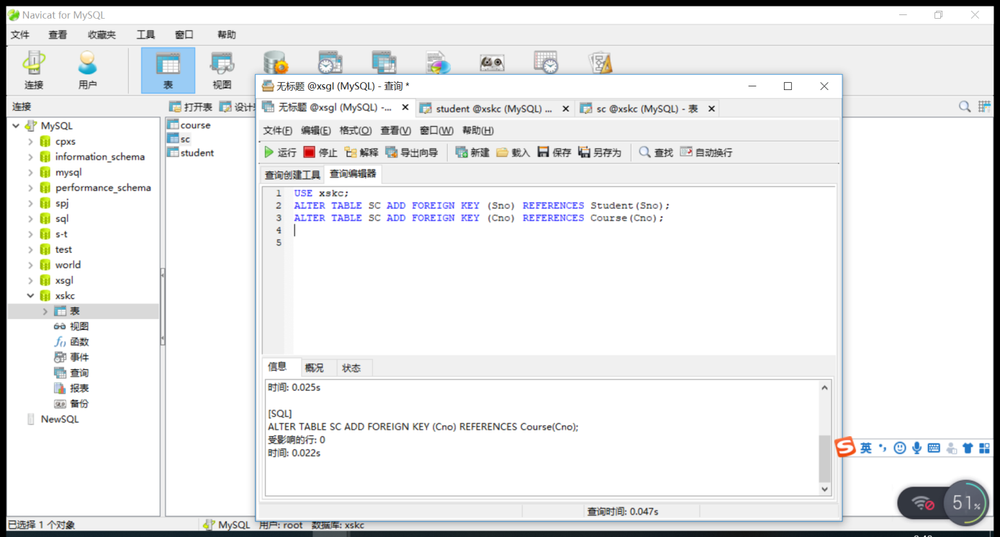 Navicat for MySQL
文件 查看 收藏夹 工具 窗口 帮助
连接 用户 表 视图
连接
打开表
MySQL
cpxs
information_schema
mysql
performance_schema
spj
sql
s-t
test
world
xsgl
xskc
表
视图
函数
事件
查询
报表
备份
NewSQL
course
sc
student
无标题 @xsgl (MySQL) - 查询 *
无标题 @xsgl (MySQL) -... student @xskc (MySQL) ... sc @xskc (MySQL) - 表
文件(F) 编辑(E) 格式(O) 查看(V) 窗口(W) 帮助(H)
运行 停止 解释 导出向导 新建 载入 保存 另存为 查找 自动换行
查询创建工具 查询编辑器
1 USE xskc;
2 ALTER TABLE SC ADD FOREIGN KEY (Sno) REFERENCES Student(Sno);
3 ALTER TABLE SC ADD FOREIGN KEY (Cno) REFERENCES Course(Cno);
4
5
信息 概况 状态
时间: 0.025s
[SQL]
ALTER TABLE SC ADD FOREIGN KEY (Cno) REFERENCES Course(Cno);
受影响的行: 0
时间: 0.022s
查询时间: 0.047s
英
51%
已选择 1 个对象 MySQL 用户: root 数据库: xskc